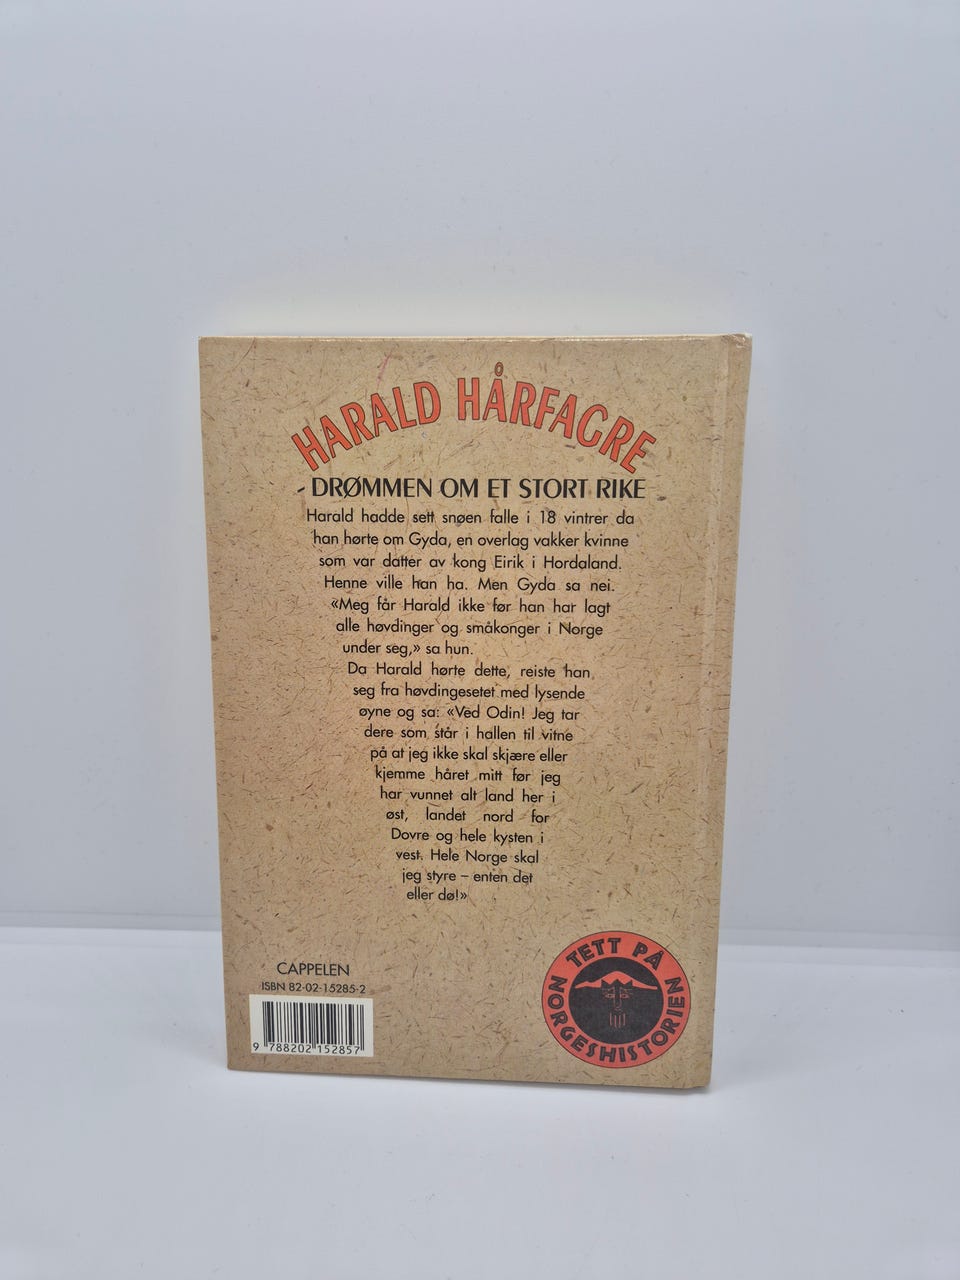 HARALD HÅRFAGRE
- DRØMMEN OM ET STORT RIKE
Harald hadde sett snøen falle i 18 vintrer da
han hørte om Gyda, en overlag vakker kvinne
som var datter av kong Eirik i Hordaland.
Henne ville han ha. Men Gyda sa nei.
«Meg får Harald ikke før han har lagt
alle høvdinger og småkonger i Norge
under seg,» sa hun.
Da Harald hørte dette, reiste han
seg fra høvdingesetet med lysende
øyne og sa: «Ved Odin! Jeg tar
dere som står i hallen til vitne
på at jeg ikke skal skjære eller
kjemme håret mitt før jeg
har vunnet alt land her i
øst, landet nord for
Dovre og hele kysten i
vest. Hele Norge skal
jeg styre – enten det
eller dø!»
CAPPELEN
ISBN 82-02-15285-2
9 788202 152857
TETT PÅ
NORGESHISTORIEN